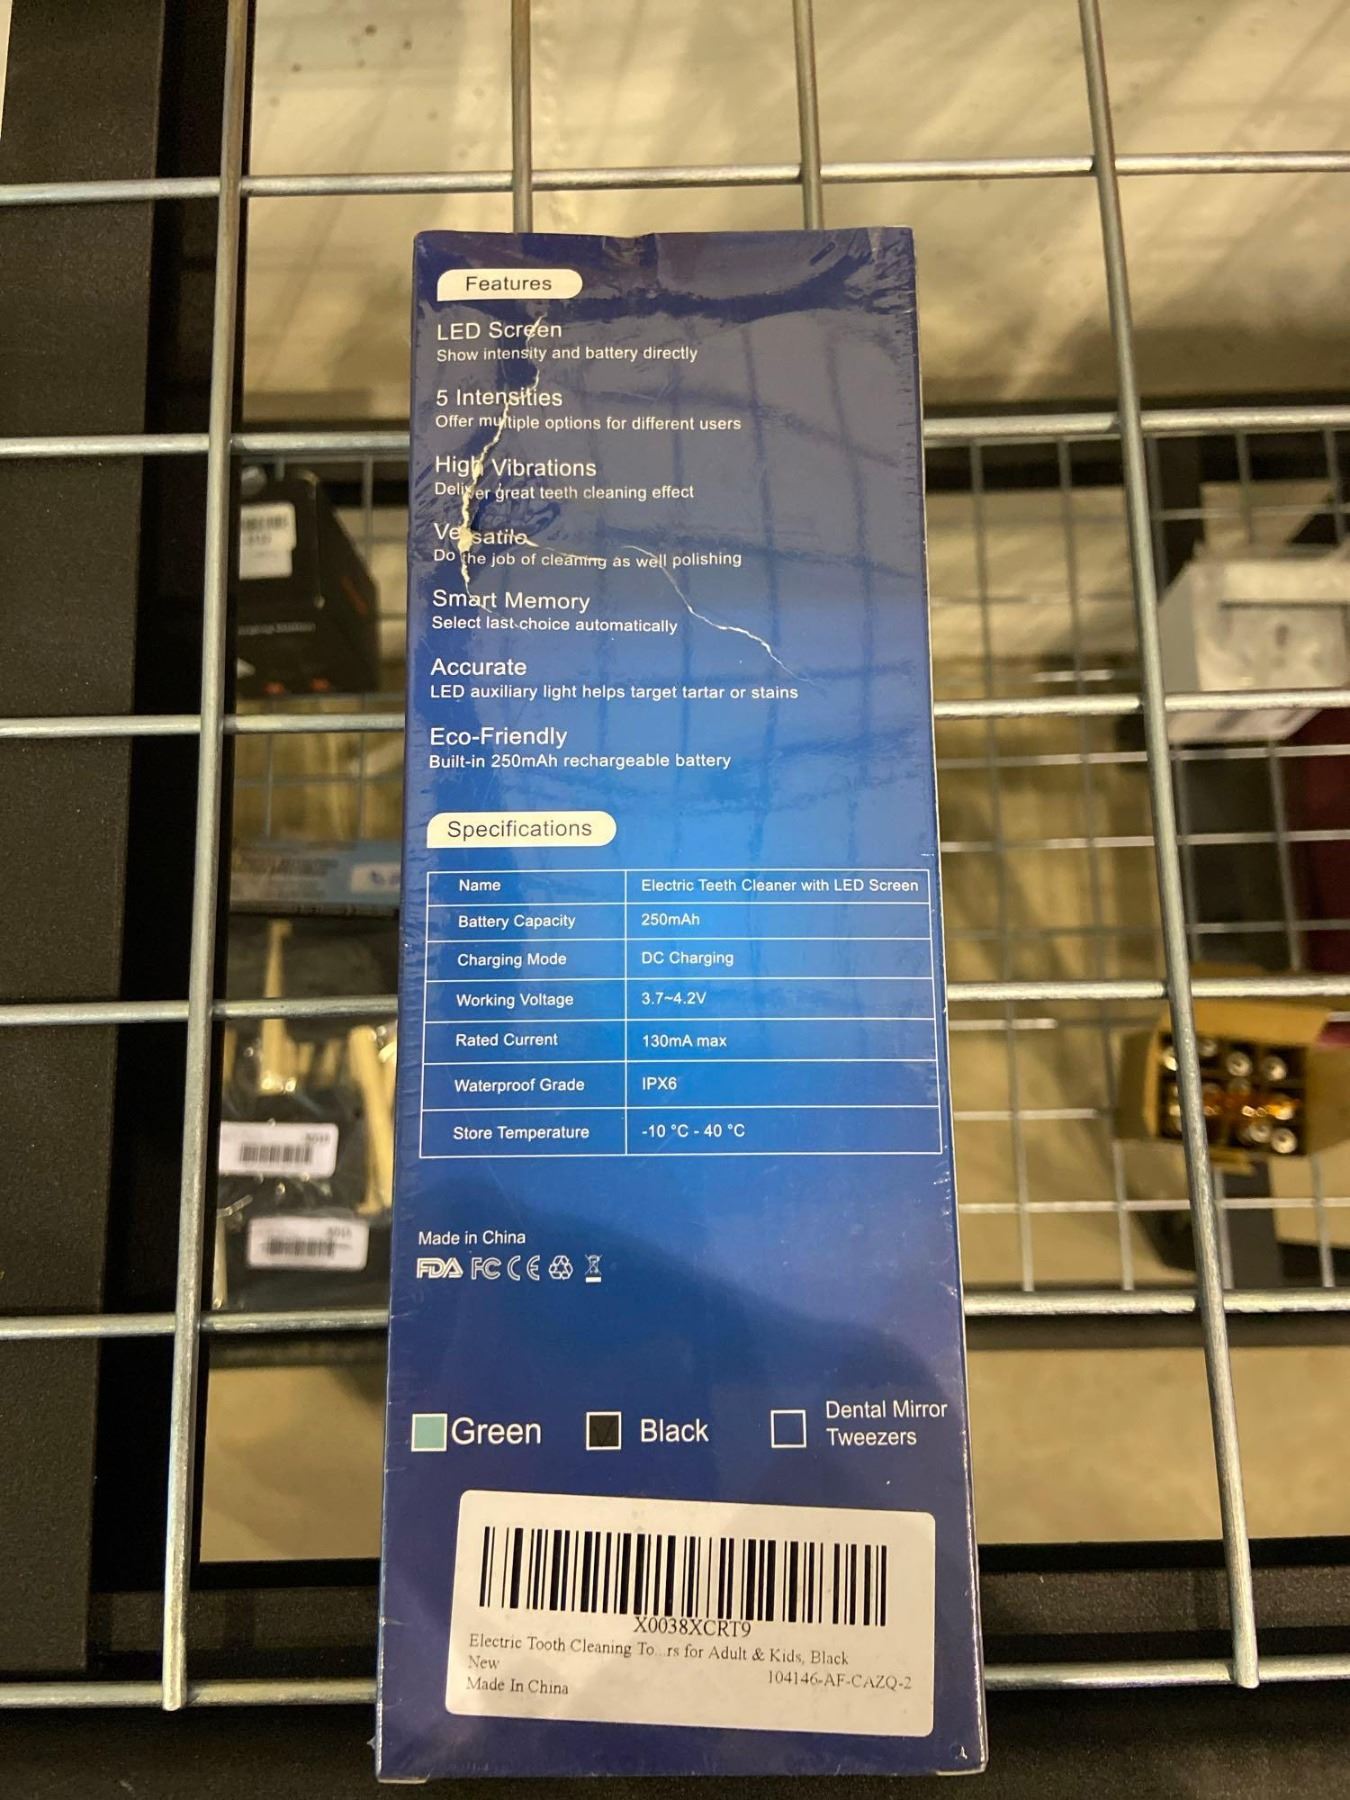 Features
LED Screen
Show intensity and battery directly
5 Intensities
Offer multiple options for different users
High Vibrations
Deliver great teeth cleaning effect
Versatile
Do the job of cleaning as well polishing
Smart Memory
Select last choice automatically
Accurate
LED auxiliary light helps target tartar or stains
Eco-Friendly
Built-in 250mAh rechargeable battery
Specifications
Name Electric Teeth Cleaner with LED Screen
Battery Capacity 250mAh
Charging Mode DC Charging
Working Voltage 3.7~4.2V
Rated Current 130mA max
Waterproof Grade IPX6
Store Temperature -10 °C - 40 °C
Made in China
FDA FC CE
Green Black Dental Mirror
Tweezers
X0038XCRT9
Electric Tooth Cleaning To...rs for Adult & Kids, Black
New 104146-AF-CAZQ-2
Made In China